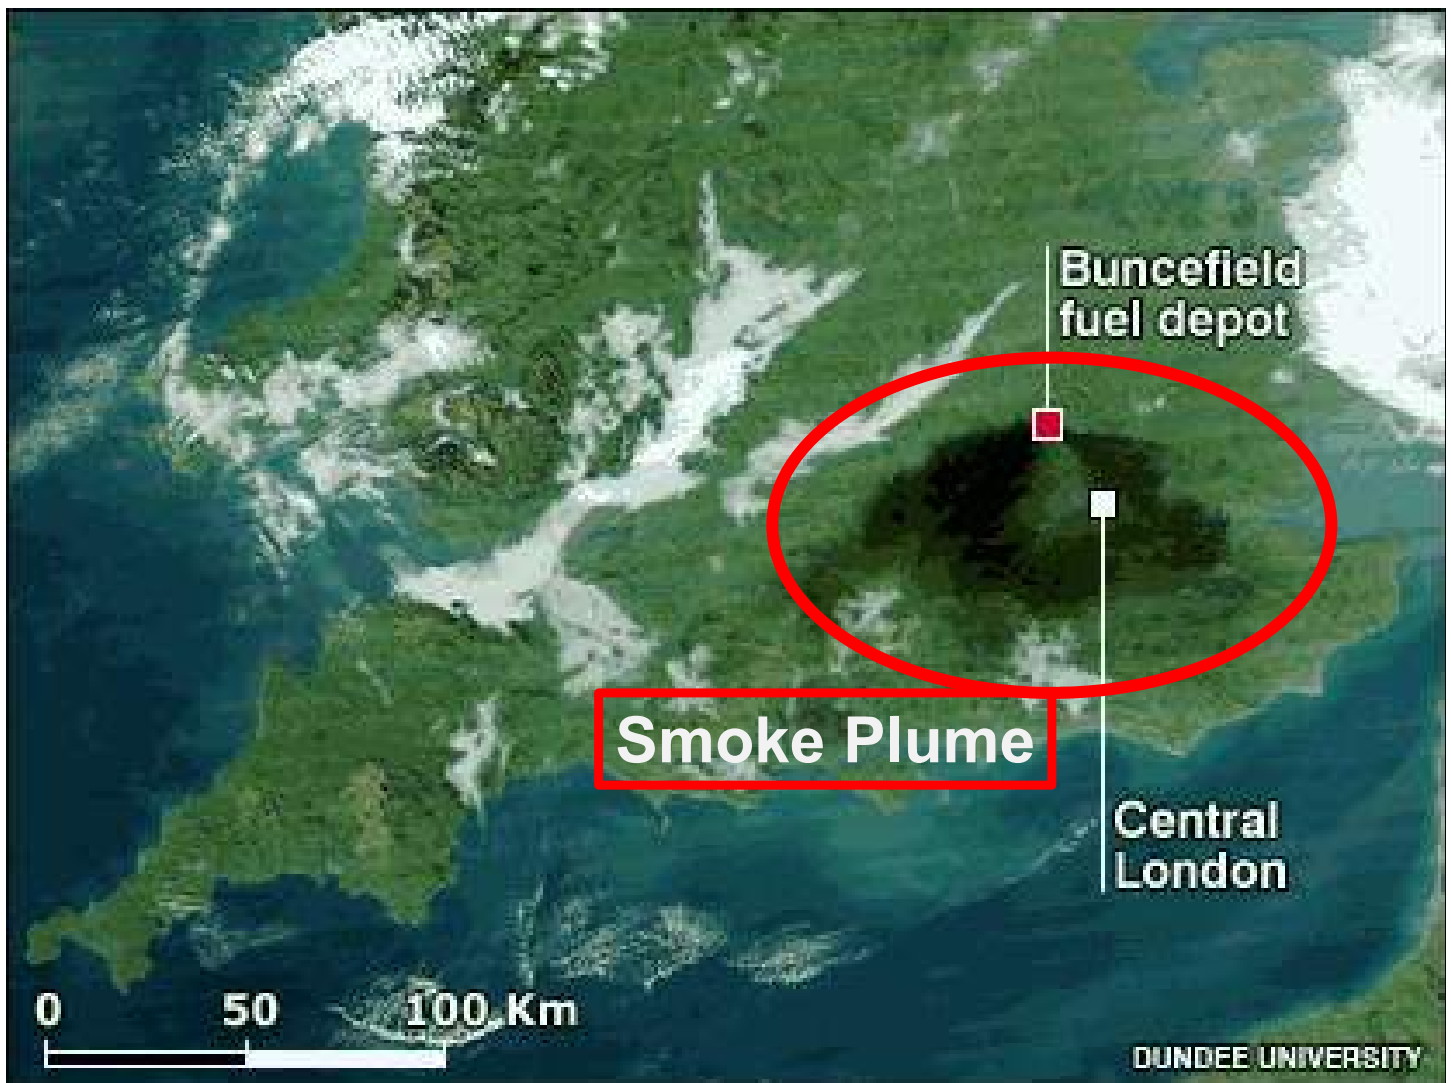 Buncefield
fuel depot
Smoke Plume
Central
London
0 50 100 Km
DUNDEE UNIVERSITY